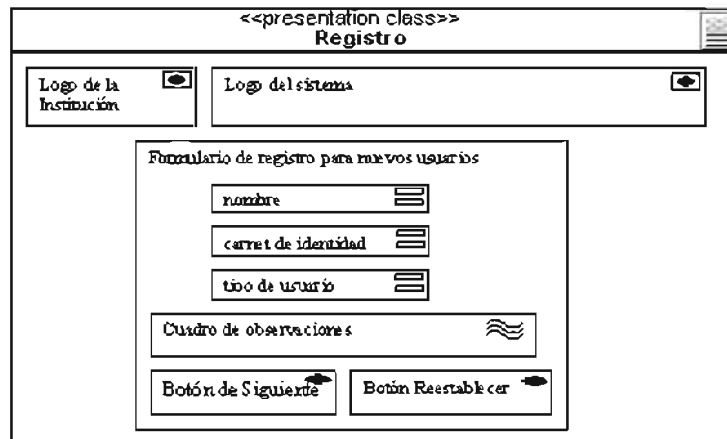 <<presentation class>>
Registro
Logo de la
Institución
Logo del sistema
Formulario de registro para nuevos usuarios
nombre
carnet de identidad
tipo de usuario
Cuadro de observaciones
Botón de Siguiente
Botón Reestablecer